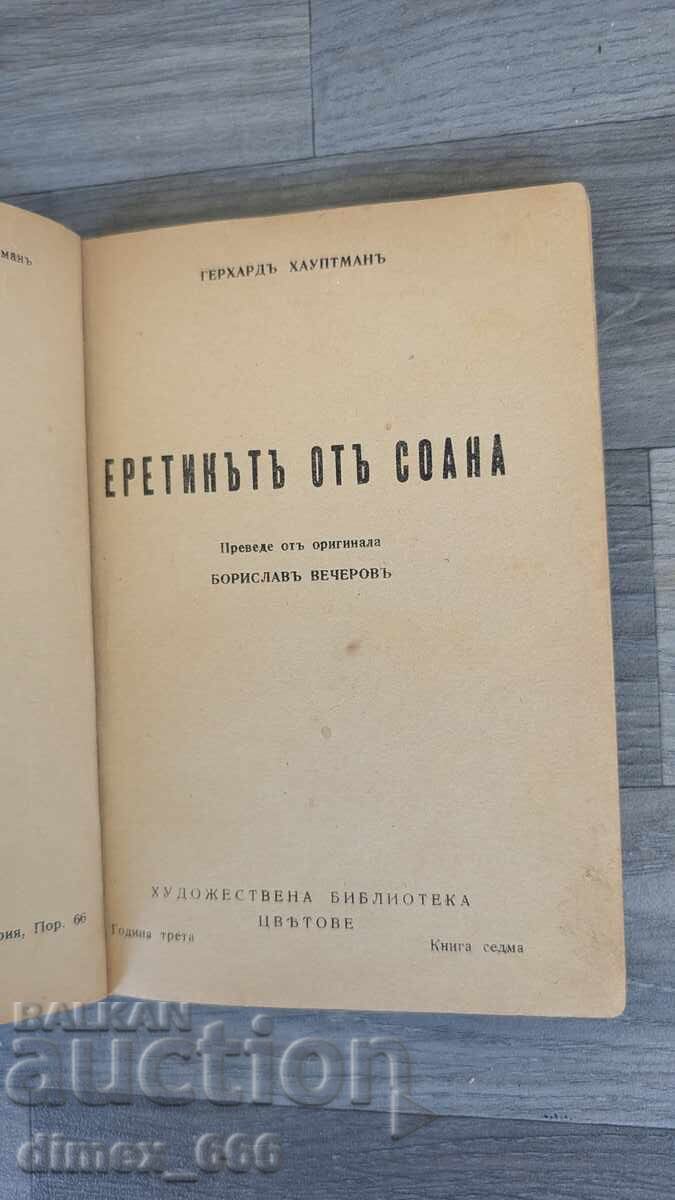 манъ
ГЕРХАРДЪ ХАУПТМАНЪ
ЕРЕТИКЪТЪ ОТЪ СОАНА
Преведе отъ оригинала
БОРИСЛАВЪ ВЕЧЕРОВЪ
ХУДОЖЕСТВЕНА БИБЛИОТЕКА
ЦВѢТОВЕ
рия, Пор. 66
Година трета
Книга седма
BALKAN
auction
dimex_666